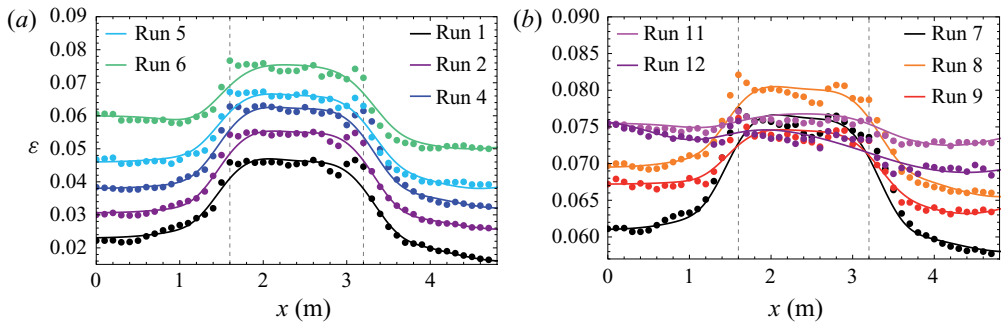 (a)
0.09
0.08
0.07
0.06
0.05
0.04
0.03
0.02
ε
Run 5
Run 6
Run 1
Run 2
Run 4
0 1 2 3 4
x (m)
(b)
0.090
0.085
0.080
0.075
0.070
0.065
0.060
Run 11
Run 12
Run 7
Run 8
Run 9
0 1 2 3 4
x (m)